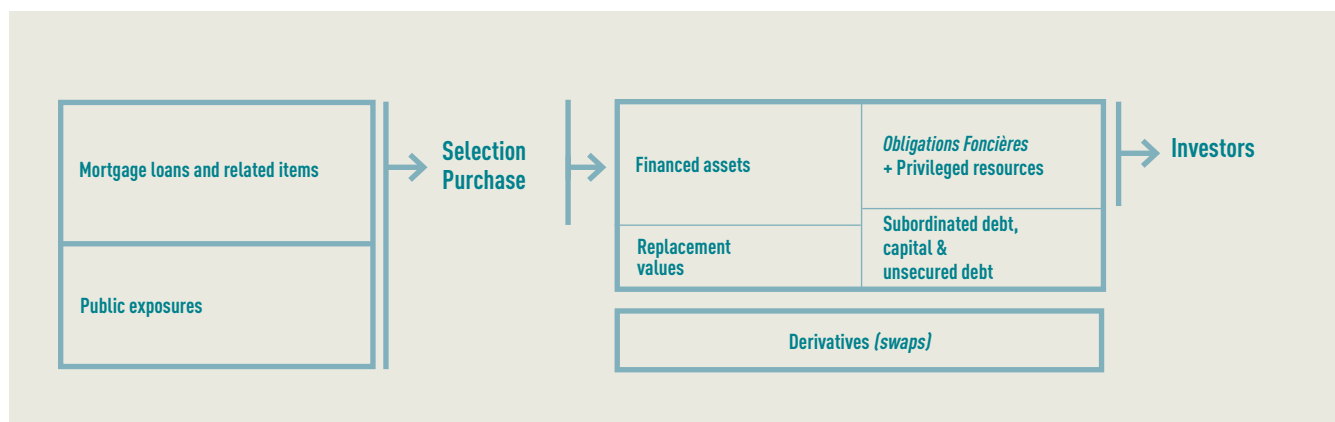 Mortgage loans and related items
Public exposures
Selection
Purchase
Financed assets
Replacement
values
Obligations Foncières
+ Privileged resources
Subordinated debt,
capital &
unsecured debt
Derivatives (swaps)
Investors